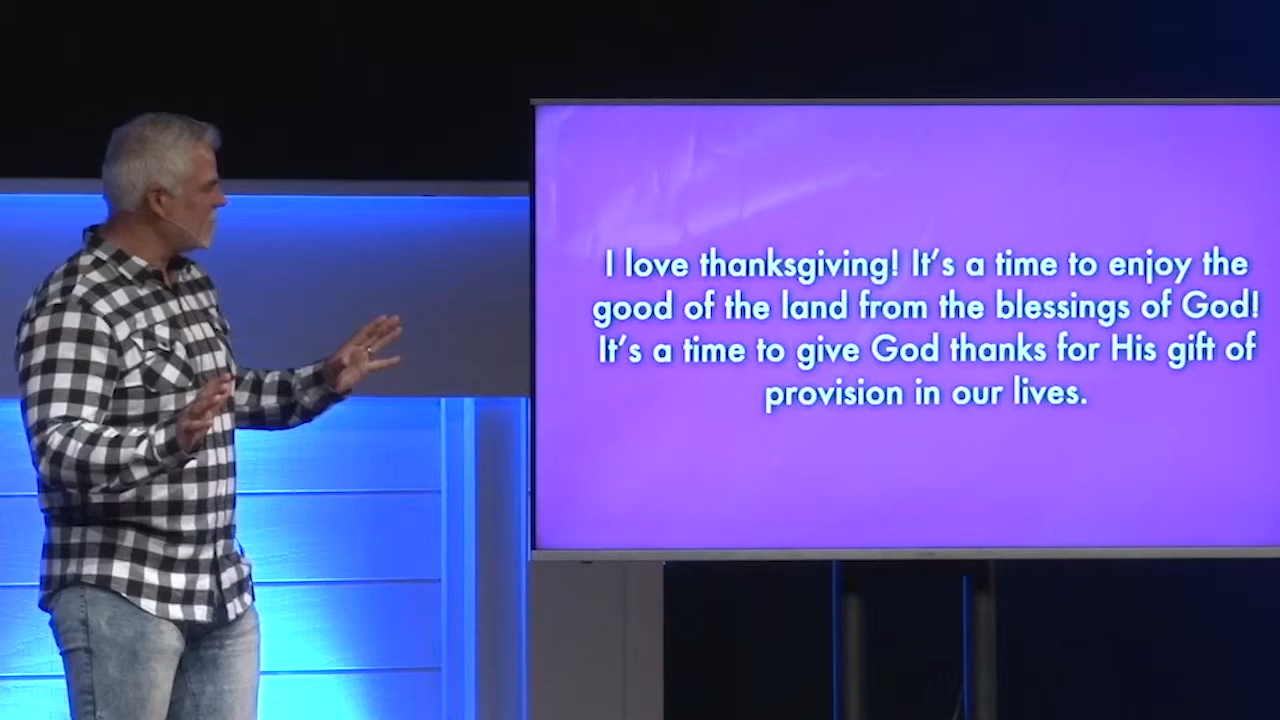 I love thanksgiving! It’s a time to enjoy the
good of the land from the blessings of God!
It’s a time to give God thanks for His gift of
provision in our lives.